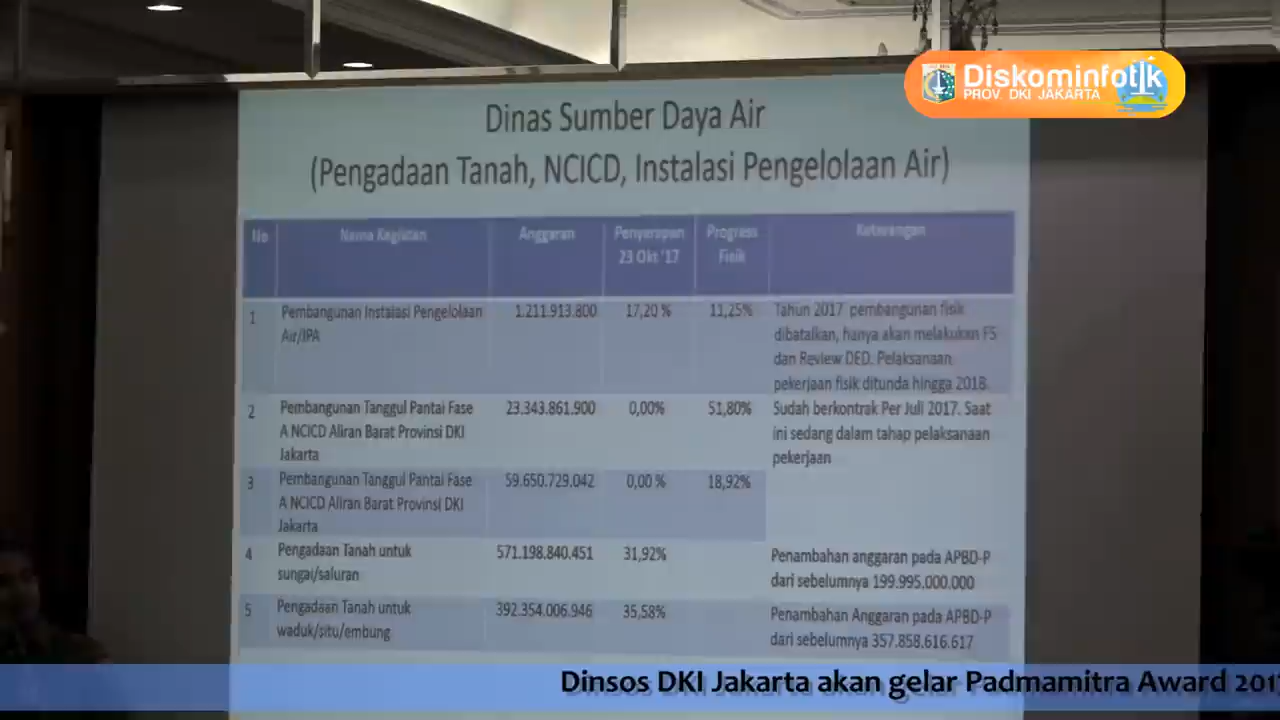 Diskominfotik
PROV. DKI JAKARTA
Dinas Sumber Daya Air
(Pengadaan Tanah, NCICD, Instalasi Pengelolaan Air)
No Nama Kegiatan Anggaran Penyerapan 23 Okt '17 Progress Fisik Keterangan
1 Pembangunan Instalasi Pengelolaan 1.211.913.800 17,20 % 11,25% Tahun 2017 pembangunan fisik
Air/IPA dibatalkan, hanya akan melakukan FS
dan Review DED. Pelaksanaan
pekerjaan fisik ditunda hingga 2018.
2 Pembangunan Tanggul Pantai Fase 23.343.861.900 0,00% 51,80% Sudah berkontrak Per Juli 2017. Saat
A NCICD Aliran Barat Provinsi DKI ini sedang dalam tahap pelaksanaan
Jakarta pekerjaan
3 Pembangunan Tanggul Pantai Fase 59.650.729.042 0,00 % 18,92%
A NCICD Aliran Barat Provinsi DKI
Jakarta
4 Pengadaan Tanah untuk 571.198.840.451 31,92% Penambahan anggaran pada APBD-P
sungai/saluran dari sebelumnya 199.995.000.000
5 Pengadaan Tanah untuk 392.354.006.946 35,58% Penambahan Anggaran pada APBD-P
waduk/situ/embung dari sebelumnya 357.858.616.617
Dinsos DKI Jakarta akan gelar Padmamitra Award 2017